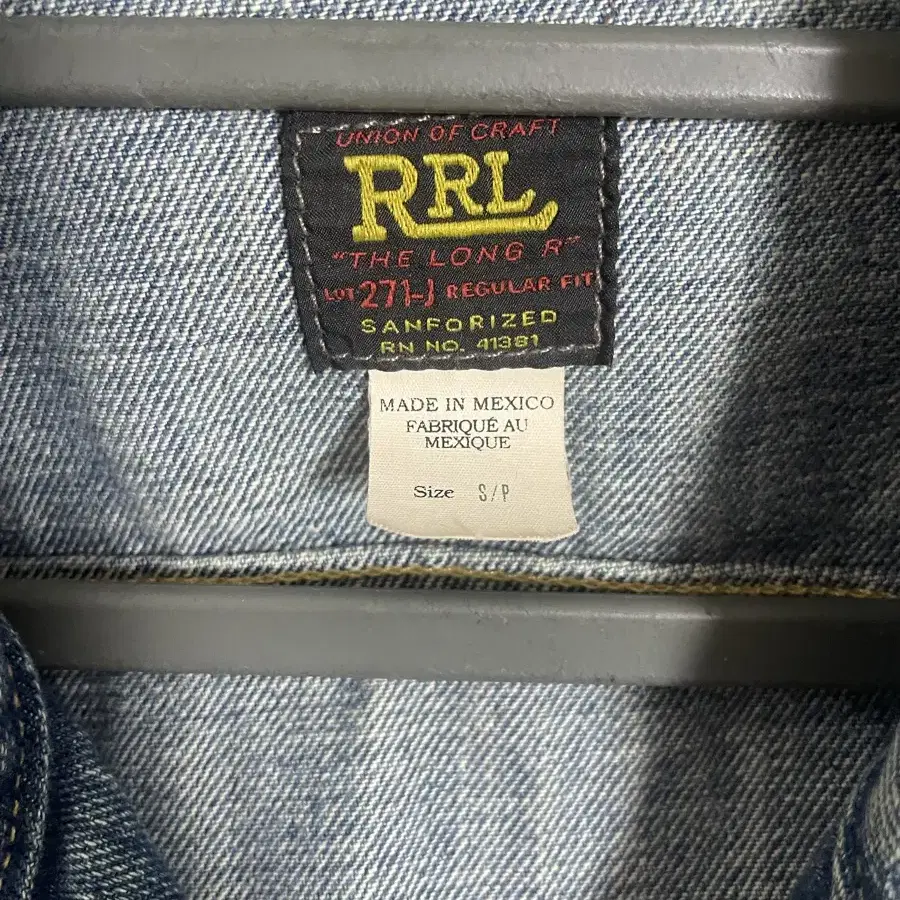 UNION OF CRAFT
RRL
"THE LONG R"
LOT 271-J REGULAR FIT
SANFORIZED
RN NO. 41381
MADE IN MEXICO
FABRIQUÉ AU
MEXIQUE
Size S/P